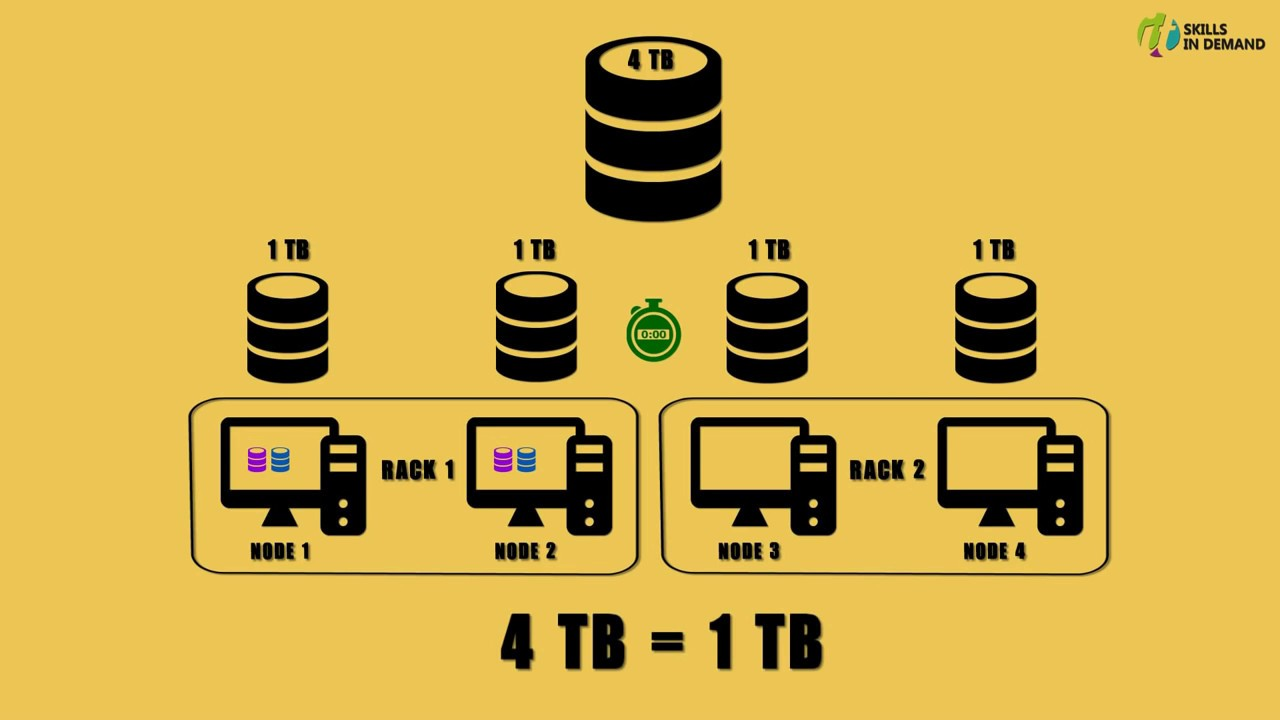 SKILLS
IN DEMAND
4 TB
1 TB
1 TB
1 TB
1 TB
0:00
RACK 1
RACK 2
NODE 1
NODE 2
NODE 3
NODE 4
4 TB = 1 TB